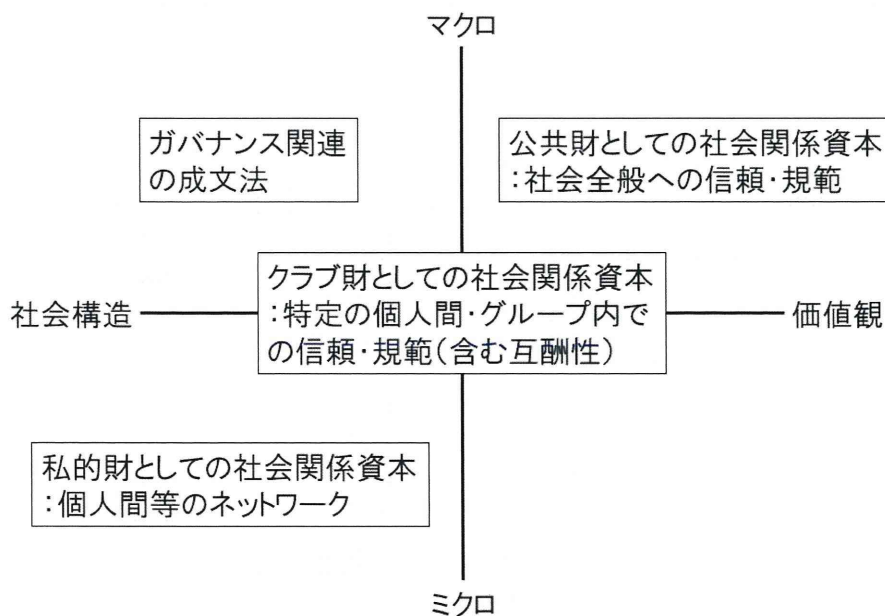 マクロ
ガバナンス関連
の成文法
公共財としての社会関係資本
:社会全般への信頼・規範
クラブ財としての社会関係資本
:特定の個人間・グループ内で
の信頼・規範(含む互酬性)
社会構造
価値観
私的財としての社会関係資本
:個人間等のネットワーク
ミクロ